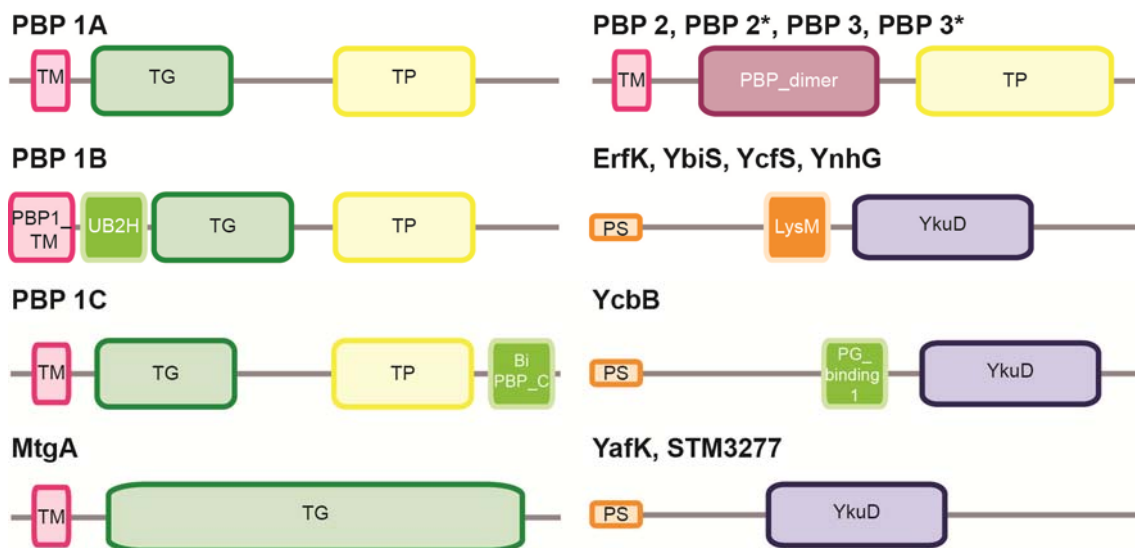 PBP 1A
TM
TG
TP
PBP 2, PBP 2*, PBP 3, PBP 3*
TM
PBP_dimer
TP
PBP 1B
PBP1_
TM
UB2H
TG
TP
ErfK, YbiS, YcfS, YnhG
PS
LysM
YkuD
PBP 1C
TM
TG
TP
Bi
PBP_C
YcbB
PS
PG_
binding
1
YkuD
MtgA
TM
TG
YafK, STM3277
PS
YkuD